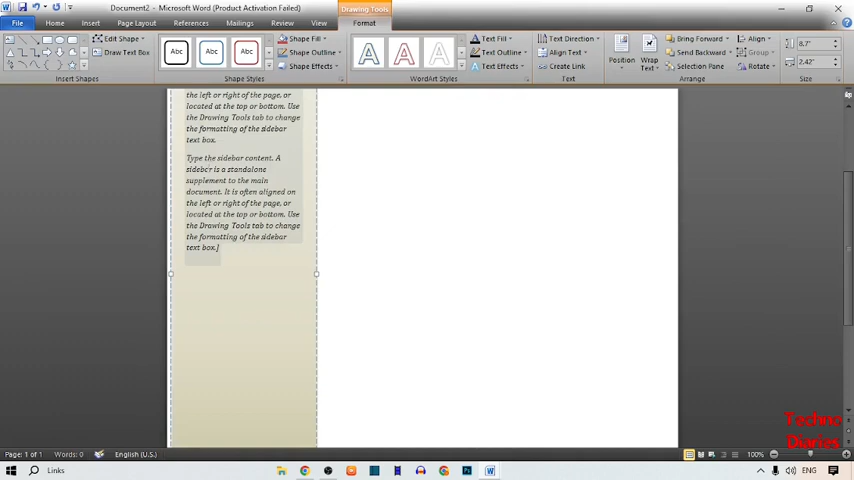 Document2 - Microsoft Word (Product Activation Failed)
Drawing Tools
File Home Insert Page Layout References Mailings Review View Format
Edit Shape
Draw Text Box
Insert Shapes
Abc Abc Abc
Shape Fill
Shape Outline
Shape Effects
Shape Styles
A A A
Text Fill
Text Outline
Text Effects
WordArt Styles
Text Direction
Align Text
Create Link
Text
Position
Wrap Text
Bring Forward
Send Backward
Selection Pane
Align
Group
Rotate
Arrange
8.7"
2.42"
Size
the left or right of the page, or
located at the top or bottom. Use
the Drawing Tools tab to change
the formatting of the sidebar
text box.
Type the sidebar content. A
sidebar is a standalone
supplement to the main
document. It is often aligned on
the left or right of the page, or
located at the top or bottom. Use
the Drawing Tools tab to change
the formatting of the sidebar
text box.]
Techno
Diaries
Page: 1 of 1 Words: 0 English (U.S.) 100%
Links
ENG